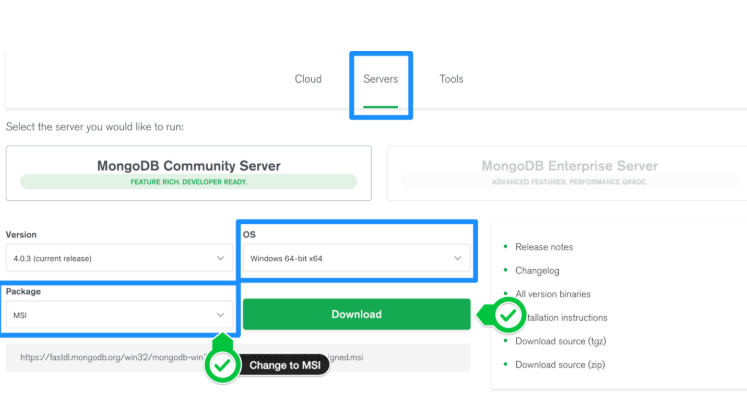 Cloud Servers Tools
Select the server you would like to run:
MongoDB Community Server
FEATURE RICH. DEVELOPER READY.
MongoDB Enterprise Server
ADVANCED FEATURES. PERFORMANCE GRADE.
Version
4.0.3 (current release)
OS
Windows 64-bit x64
Package
MSI
Download
https://fastdl.mongodb.org/win32/mongodb-win
gned.msi
Change to MSI
Release notes
Changelog
All version binaries
instructions
Download source (tgz)
Download source (zip)